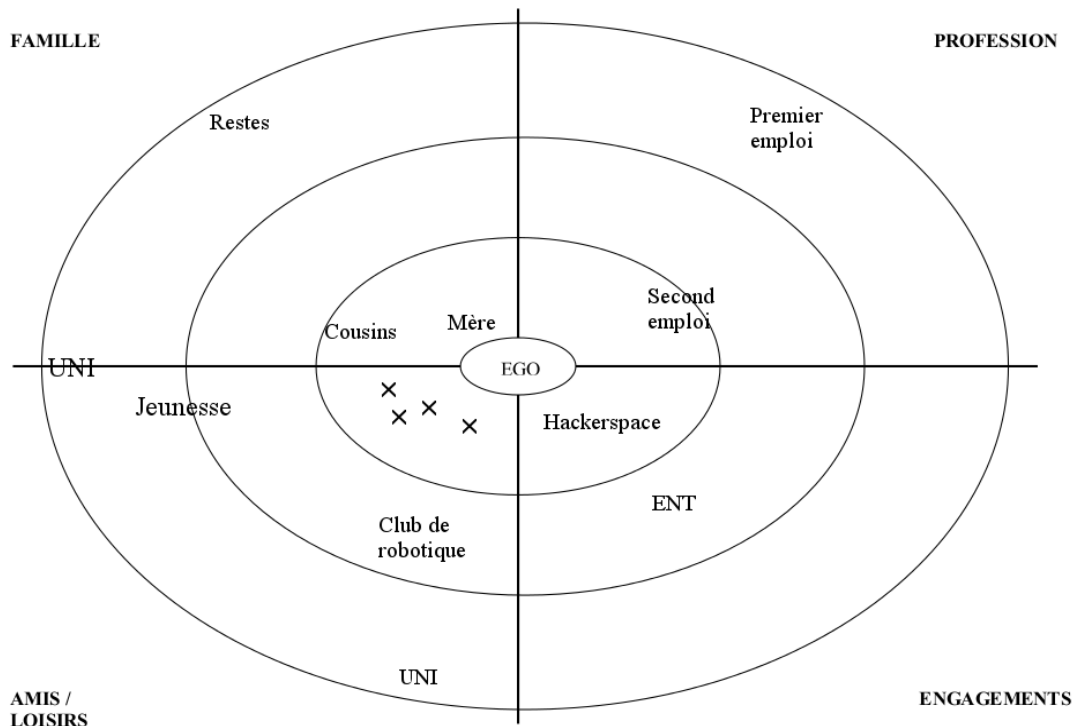 FAMILLE
PROFESSION
Restes
Premier
emploi
Second
emploi
Mère
Cousins
UNI
EGO
Jeunesse
Hackerspace
ENT
Club de
robotique
UNI
AMIS /
LOISIRS
ENGAGEMENTS